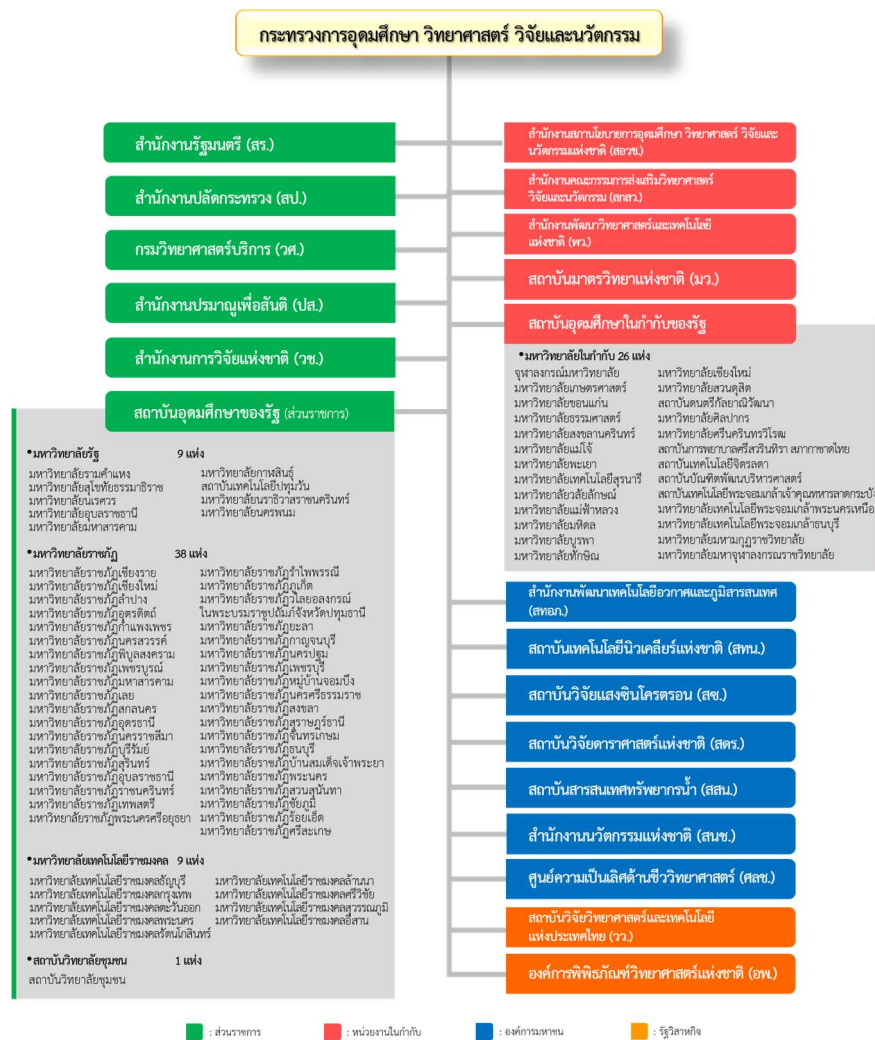 กระทรวงการอุดมศึกษา วิทยาศาสตร์ วิจัยและนวัตกรรม
สำนักงานรัฐมนตรี (สร.)
สำนักงานปลัดกระทรวง (สป.)
กรมวิทยาศาสตร์บริการ (วศ.)
สำนักงานปรมาณูเพื่อสันติ (ปส.)
สำนักงานการวิจัยแห่งชาติ (วช.)
สถาบันอุดมศึกษาของรัฐ (ส่วนราชการ)
•มหาวิทยาลัยรัฐ 9 แห่ง
มหาวิทยาลัยรามคำแหง
มหาวิทยาลัยสุโขทัยธรรมาธิราช
มหาวิทยาลัยนเรศวร
มหาวิทยาลัยอุบลราชธานี
มหาวิทยาลัยมหาสารคาม
มหาวิทยาลัยกาฬสินธุ์
สถาบันเทคโนโลยีปทุมวัน
มหาวิทยาลัยนราธิวาสราชนครินทร์
มหาวิทยาลัยนครพนม
•มหาวิทยาลัยราชภัฏ 38 แห่ง
มหาวิทยาลัยราชภัฏเชียงราย
มหาวิทยาลัยราชภัฏเชียงใหม่
มหาวิทยาลัยราชภัฏลำปาง
มหาวิทยาลัยราชภัฏอุตรดิตถ์
มหาวิทยาลัยราชภัฏกำแพงเพชร
มหาวิทยาลัยราชภัฏนครสวรรค์
มหาวิทยาลัยราชภัฏพิบูลสงคราม
มหาวิทยาลัยราชภัฏเพชรบูรณ์
มหาวิทยาลัยราชภัฏมหาสารคาม
มหาวิทยาลัยราชภัฏเลย
มหาวิทยาลัยราชภัฏสกลนคร
มหาวิทยาลัยราชภัฏอุดรธานี
มหาวิทยาลัยราชภัฏนครราชสีมา
มหาวิทยาลัยราชภัฏบุรีรัมย์
มหาวิทยาลัยราชภัฏสุรินทร์
มหาวิทยาลัยราชภัฏอุบลราชธานี
มหาวิทยาลัยราชภัฏราชนครินทร์
มหาวิทยาลัยราชภัฏเทพสตรี
มหาวิทยาลัยราชภัฏพระนครศรีอยุธยา
มหาวิทยาลัยราชภัฏรำไพพรรณี
มหาวิทยาลัยราชภัฏภูเก็ต
มหาวิทยาลัยราชภัฏวไลยอลงกรณ์
ในพระบรมราชูปถัมภ์จังหวัดปทุมธานี
มหาวิทยาลัยราชภัฏยะลา
มหาวิทยาลัยราชภัฏกาญจนบุรี
มหาวิทยาลัยราชภัฏนครปฐม
มหาวิทยาลัยราชภัฏเพชรบุรี
มหาวิทยาลัยราชภัฏหมู่บ้านจอมบึง
มหาวิทยาลัยราชภัฏนครศรีธรรมราช
มหาวิทยาลัยราชภัฏสงขลา
มหาวิทยาลัยราชภัฏสุราษฎร์ธานี
มหาวิทยาลัยราชภัฏจันทรเกษม
มหาวิทยาลัยราชภัฏธนบุรี
มหาวิทยาลัยราชภัฏบ้านสมเด็จเจ้าพระยา
มหาวิทยาลัยราชภัฏพระนคร
มหาวิทยาลัยราชภัฏสวนสุนันทา
มหาวิทยาลัยราชภัฏชัยภูมิ
มหาวิทยาลัยราชภัฏร้อยเอ็ด
มหาวิทยาลัยราชภัฏศรีสะเกษ
•มหาวิทยาลัยเทคโนโลยีราชมงคล 9 แห่ง
มหาวิทยาลัยเทคโนโลยีราชมงคลธัญบุรี
มหาวิทยาลัยเทคโนโลยีราชมงคลกรุงเทพ
มหาวิทยาลัยเทคโนโลยีราชมงคลตะวันออก
มหาวิทยาลัยเทคโนโลยีราชมงคลพระนคร
มหาวิทยาลัยเทคโนโลยีราชมงคลรัตนโกสินทร์
มหาวิทยาลัยเทคโนโลยีราชมงคลล้านนา
มหาวิทยาลัยเทคโนโลยีราชมงคลศรีวิชัย
มหาวิทยาลัยเทคโนโลยีราชมงคลสุวรรณภูมิ
มหาวิทยาลัยเทคโนโลยีราชมงคลอีสาน
•สถาบันวิทยาลัยชุมชน 1 แห่ง
สถาบันวิทยาลัยชุมชน
สำนักงานสภานโยบายการอุดมศึกษา วิทยาศาสตร์ วิจัยและ
นวัตกรรมแห่งชาติ (สอวช.)
สำนักงานคณะกรรมการส่งเสริมวิทยาศาสตร์
วิจัยและนวัตกรรม (สกสว.)
สำนักงานพัฒนาวิทยาศาสตร์และเทคโนโลยี
แห่งชาติ (พว.)
สถาบันมาตรวิทยาแห่งชาติ (มว.)
สถาบันอุดมศึกษาในกำกับของรัฐ
•มหาวิทยาลัยในกำกับ 26 แห่ง
จุฬาลงกรณ์มหาวิทยาลัย
มหาวิทยาลัยเกษตรศาสตร์
มหาวิทยาลัยขอนแก่น
มหาวิทยาลัยธรรมศาสตร์
มหาวิทยาลัยสงขลานครินทร์
มหาวิทยาลัยแม่โจ้
มหาวิทยาลัยพะเยา
มหาวิทยาลัยเทคโนโลยีสุรนารี
มหาวิทยาลัยวลัยลักษณ์
มหาวิทยาลัยแม่ฟ้าหลวง
มหาวิทยาลัยมหิดล
มหาวิทยาลัยบูรพา
มหาวิทยาลัยทักษิณ
มหาวิทยาลัยเชียงใหม่
มหาวิทยาลัยสวนดุสิต
สถาบันดนตรีกัลยาณิวัฒนา
มหาวิทยาลัยศิลปากร
มหาวิทยาลัยศรีนครินทรวิโรฒ
สถาบันการพยาบาลศรีสวรินทิรา สภากาชาดไทย
สถาบันเทคโนโลยีจิตรลดา
สถาบันบัณฑิตพัฒนบริหารศาสตร์
สถาบันเทคโนโลยีพระจอมเกล้าเจ้าคุณทหารลาดกระบัง
มหาวิทยาลัยเทคโนโลยีพระจอมเกล้าพระนครเหนือ
มหาวิทยาลัยเทคโนโลยีพระจอมเกล้าธนบุรี
มหาวิทยาลัยมหามกุฏราชวิทยาลัย
มหาวิทยาลัยมหาจุฬาลงกรณราชวิทยาลัย
สำนักงานพัฒนาเทคโนโลยีอวกาศและภูมิสารสนเทศ
(สทอภ.)
สถาบันเทคโนโลยีนิวเคลียร์แห่งชาติ (สทน.)
สถาบันวิจัยแสงซินโครตรอน (สซ.)
สถาบันวิจัยดาราศาสตร์แห่งชาติ (สดร.)
สถาบันสารสนเทศทรัพยากรน้ำ (สสน.)
สำนักงานนวัตกรรมแห่งชาติ (สนช.)
ศูนย์ความเป็นเลิศด้านชีววิทยาศาสตร์ (ศลช.)
สถาบันวิจัยวิทยาศาสตร์และเทคโนโลยี
แห่งประเทศไทย (วว.)
องค์การพิพิธภัณฑ์วิทยาศาสตร์แห่งชาติ (อพ.)
: ส่วนราชการ
: หน่วยงานในกำกับ
: องค์การมหาชน
: รัฐวิสาหกิจ